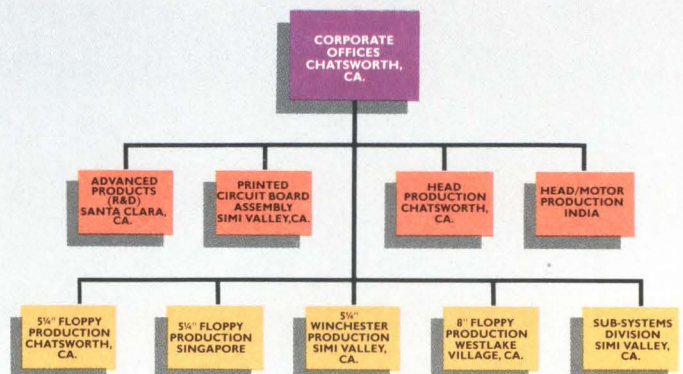 CORPORATE
OFFICES
CHATSWORTH,
CA.
ADVANCED
PRODUCTS
(R&D)
SANTA CLARA,
CA.
PRINTED
CIRCUIT BOARD
ASSEMBLY
SIMI VALLEY,CA.
HEAD
PRODUCTION
CHATSWORTH,
CA.
HEAD/MOTOR
PRODUCTION
INDIA
5¼" FLOPPY
PRODUCTION
CHATSWORTH,
CA.
5¼" FLOPPY
PRODUCTION
SINGAPORE
5¼"
WINCHESTER
PRODUCTION
SIMI VALLEY,
CA.
8" FLOPPY
PRODUCTION
WESTLAKE
VILLAGE, CA.
SUB-SYSTEMS
DIVISION
SIMI VALLEY,
CA.